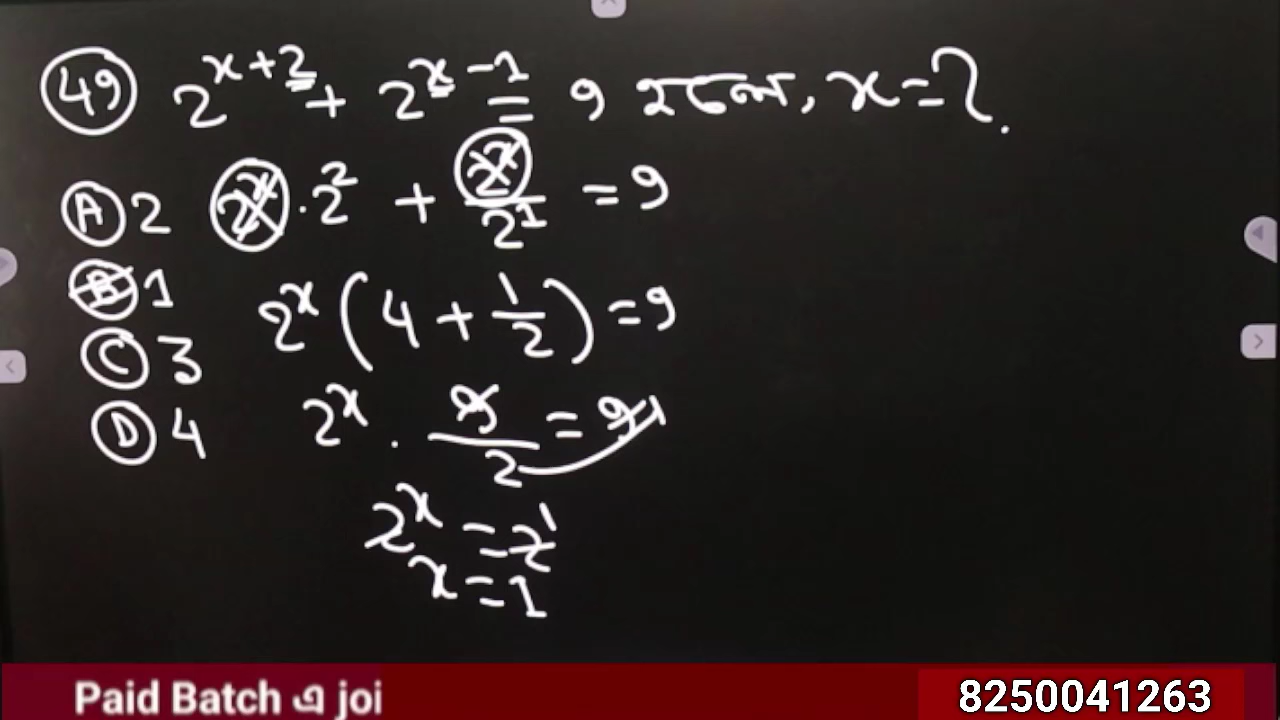 49 2^{x+2} + 2^{x-1} = 9 হলে, x=?
A 2 2^x . 2^2 + 2^x/2^1 = 9
B 1
2^x (4 + 1/2) = 9
C 3
2^x . 9/2 = 9 1
D 4
2^x = 2^1
x = 1
Paid Batch এ joi
8250041263